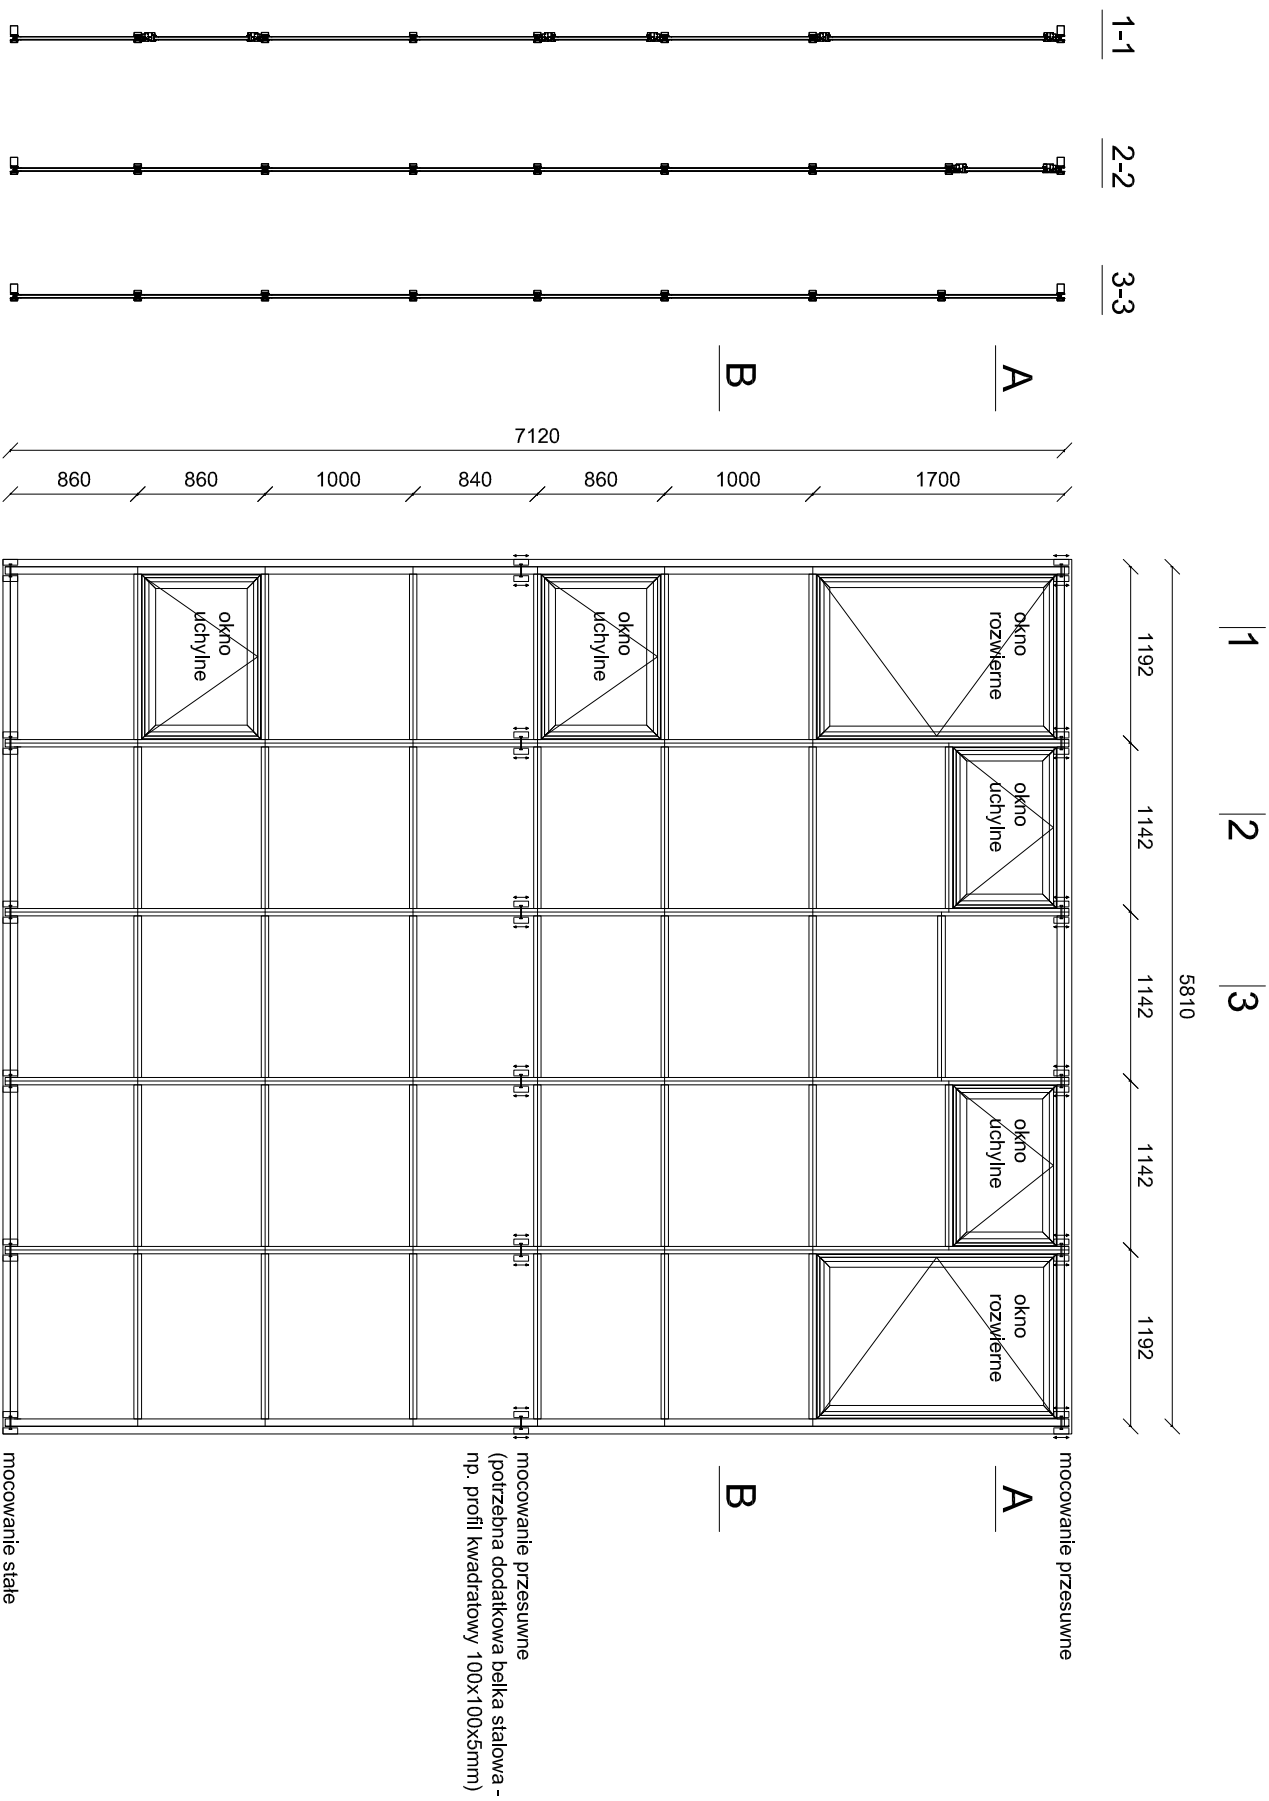 1-1
2-2
3-3
A
B
7120
860
860
1000
840
860
1000
1700
1
2
3
5810
1192
1142
1142
1142
1192
okno
rozwierne
okno
uchylne
okno
uchylne
okno
uchylne
okno
uchylne
okno
rozwierne
A
B
mocowanie przesuwne
mocowanie przesuwne
(potrzebna dodatkowa belka stalowa -
np. profil kwadratowy 100x100x5mm)
mocowanie stałe